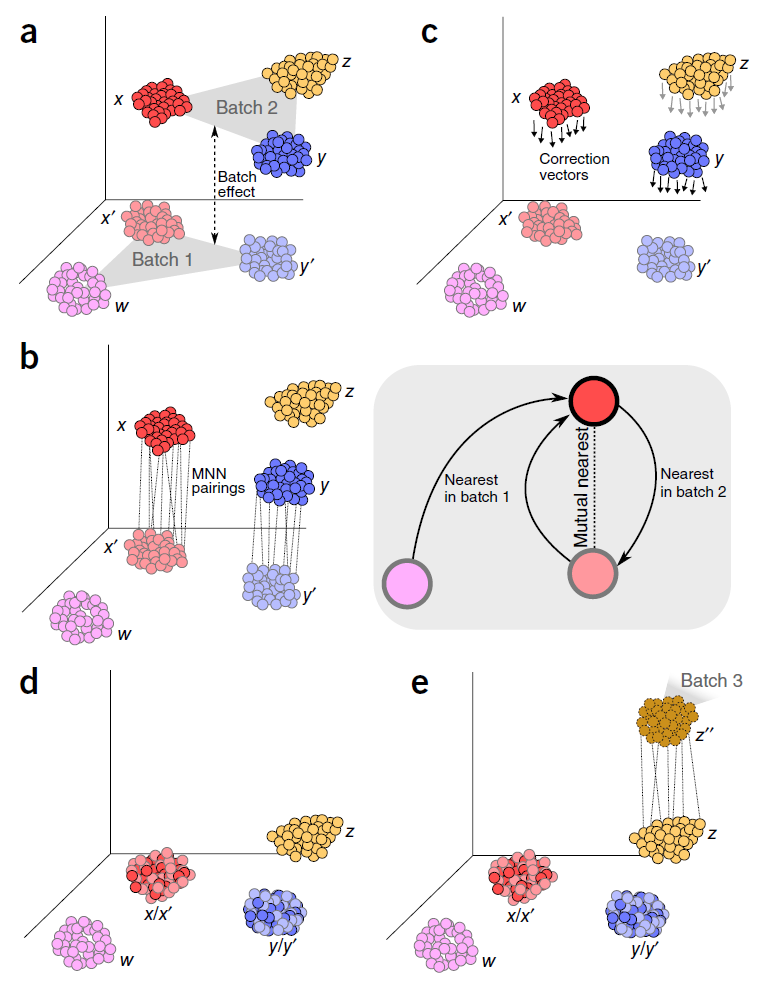 a
x
z
Batch 2
y
Batch
effect
x′
Batch 1
y′
w
c
x
z
y
Correction
vectors
x′
y′
w
b
x
z
MNN
pairings
y
x′
y′
w
Nearest
in batch 1
Mutual nearest
Nearest
in batch 2
d
z
x/x′
y/y′
w
e
Batch 3
z′′
z
x/x′
y/y′
w